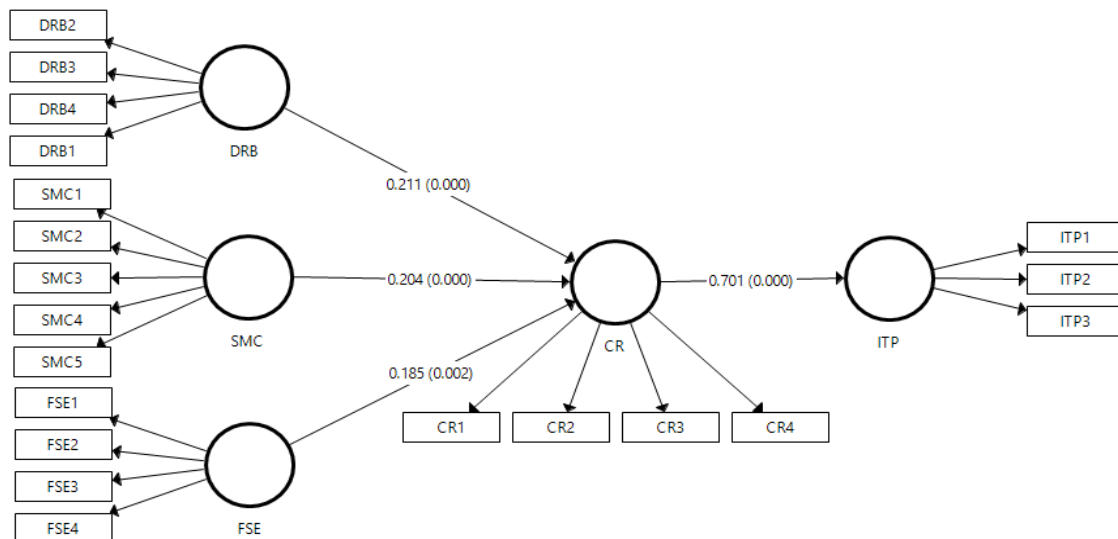 DRB2
DRB3
DRB4
DRB1
DRB
0.211 (0.000)
SMC1
SMC2
SMC3
SMC4
SMC5
SMC
0.204 (0.000)
CR
0.701 (0.000)
ITP
ITP1
ITP2
ITP3
0.185 (0.002)
CR1
CR2
CR3
CR4
FSE1
FSE2
FSE3
FSE4
FSE